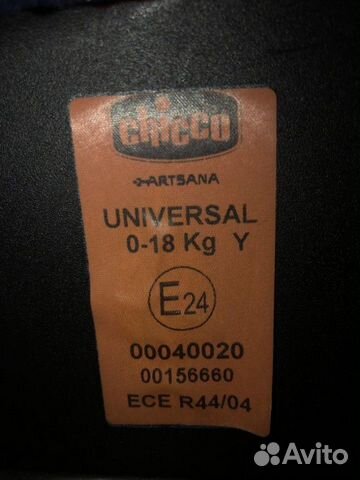 chicco
ARTSANA
UNIVERSAL
0-18 Kg Y
E24
00040020
00156660
ECE R44/04
Avito